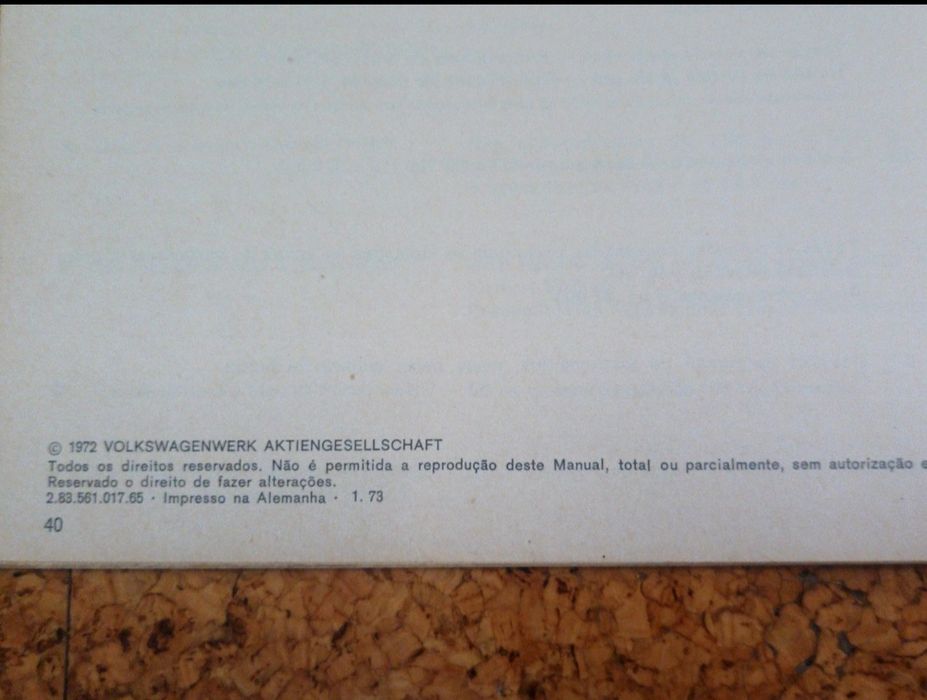 © 1972 VOLKSWAGENWERK AKTIENGESELLSCHAFT
Todos os direitos reservados. Não é permitida a reprodução deste Manual, total ou parcialmente, sem autorização
Reservado o direito de fazer alterações.
2.83.561.017.65 · Impresso na Alemanha · 1. 73
40